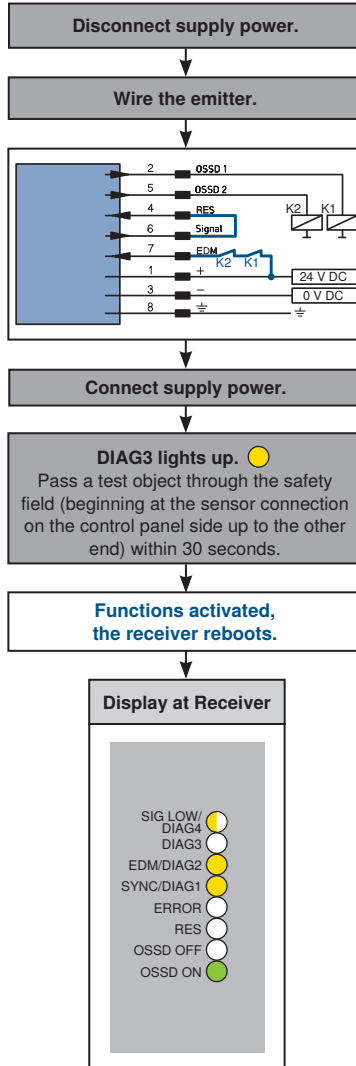 Disconnect supply power.
Wire the emitter.
2 OSSD 1
5 OSSD 2
4 RES
K2 K1
6 Signal
7 EDM
K2 K1
1 + 24 V DC
3 – 0 V DC
8
Connect supply power.
DIAG3 lights up.
Pass a test object through the safety
field (beginning at the sensor connection
on the control panel side up to the other
end) within 30 seconds.
Functions activated,
the receiver reboots.
Display at Receiver
SIG LOW/
DIAG4
DIAG3
EDM/DIAG2
SYNC/DIAG1
ERROR
RES
OSSD OFF
OSSD ON